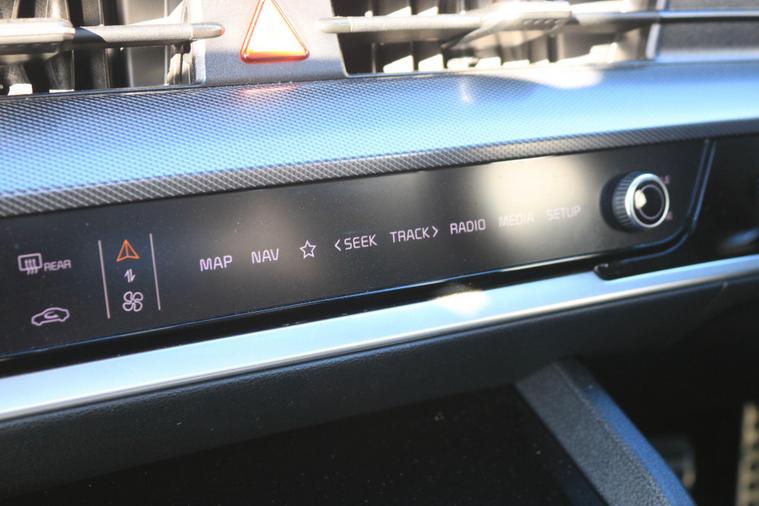 REAR
MAP NAV < SEEK TRACK > RADIO MEDIA SETUP